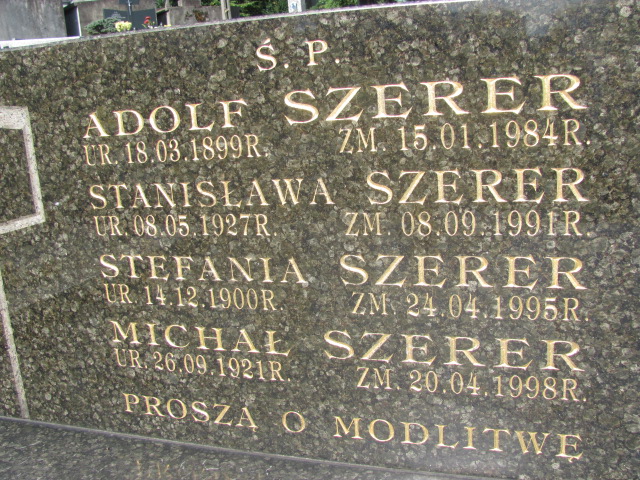 Ś. P.
ADOLF SZERER
UR. 18.03.1899R. ZM. 15.01.1984R.
STANISŁAWA SZERER
UR. 08.05.1927R. ZM. 08.09.1991R.
STEFANIA SZERER
UR. 14.12.1900R. ZM. 24.04.1995R.
MICHAŁ SZERER
UR. 26.09.1921R. ZM. 20.04.1998R.
PROSZĄ O MODLITWĘ